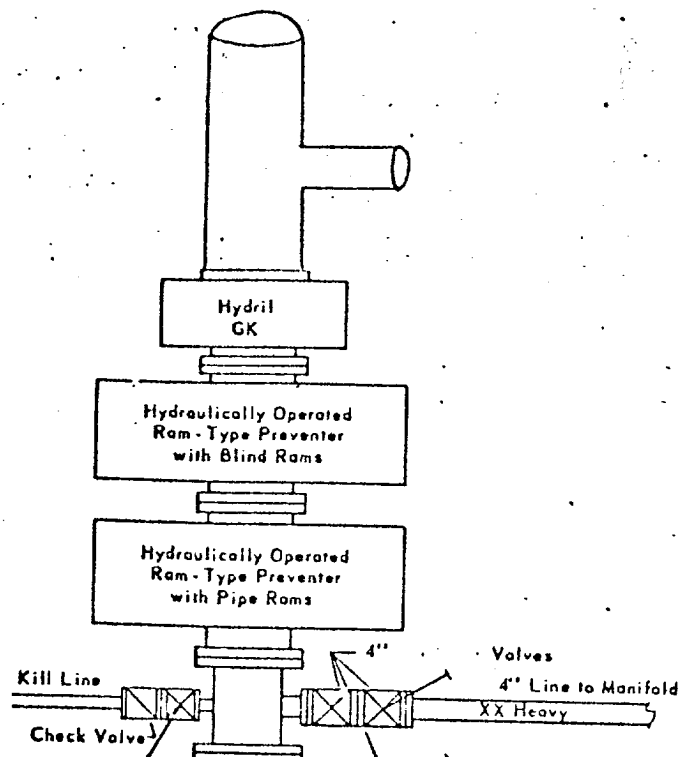 Hydril
GK
Hydraulically Operated
Ram-Type Preventer
with Blind Rams
Hydraulically Operated
Ram-Type Preventer
with Pipe Rams
4"
Valves
Kill Line
4" Line to Manifold
XX Heavy
Check Valve